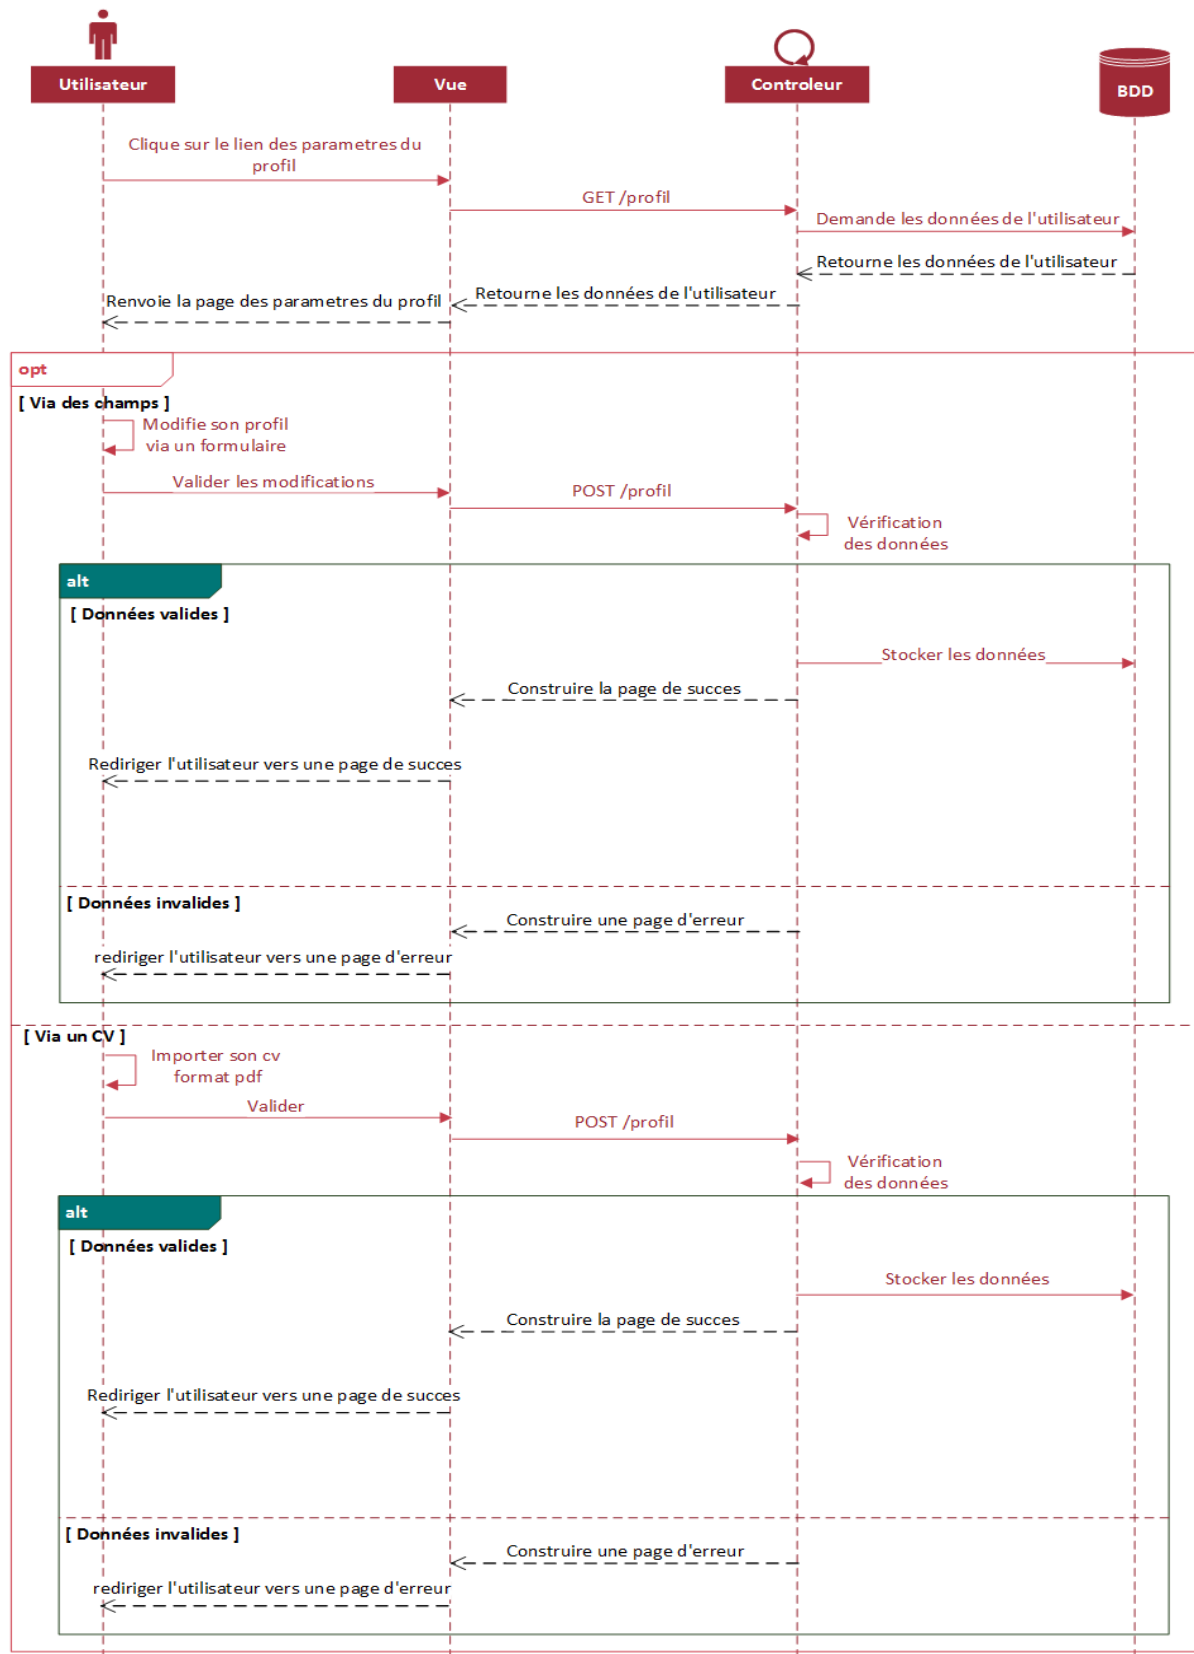 Utilisateur
Vue
Controleur
BDD
Clique sur le lien des parametres du
profil
GET /profil
Demande les données de l'utilisateur
Retourne les données de l'utilisateur
Retourne les données de l'utilisateur
Renvoie la page des parametres du profil
opt
[ Via des champs ]
Modifie son profil
via un formulaire
Valider les modifications
POST /profil
Vérification
des données
alt
[ Données valides ]
Stocker les données
Construire la page de succes
Rediriger l'utilisateur vers une page de succes
[ Données invalides ]
Construire une page d'erreur
rediriger l'utilisateur vers une page d'erreur
[ Via un CV ]
Importer son cv
format pdf
Valider
POST /profil
Vérification
des données
alt
[ Données valides ]
Stocker les données
Construire la page de succes
Rediriger l'utilisateur vers une page de succes
[ Données invalides ]
Construire une page d'erreur
rediriger l'utilisateur vers une page d'erreur